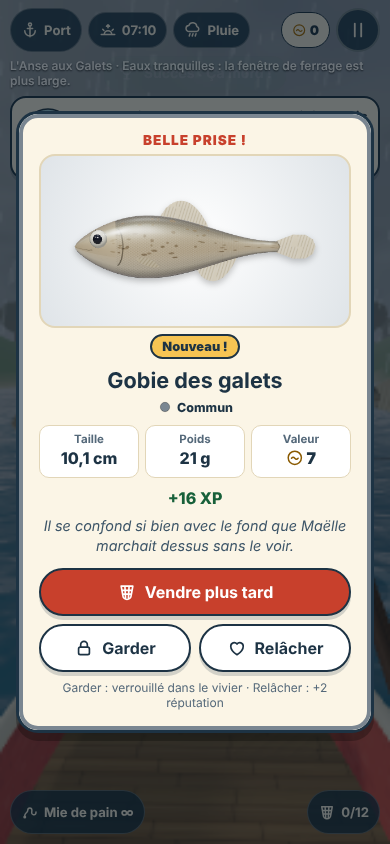 Port
07:10
Pluie
0
L'Anse aux Galets · Eaux tranquilles : la fenêtre de ferrage est
plus large.
BELLE PRISE !
Nouveau !
Gobie des galets
Commun
Taille
Poids
Valeur
10,1 cm
21 g
7
+16 XP
Il se confond si bien avec le fond que Maëlle
marchait dessus sans le voir.
Vendre plus tard
Garder
Relâcher
Garder : verrouillé dans le vivier · Relâcher : +2
réputation
Mie de pain ∞
0/12